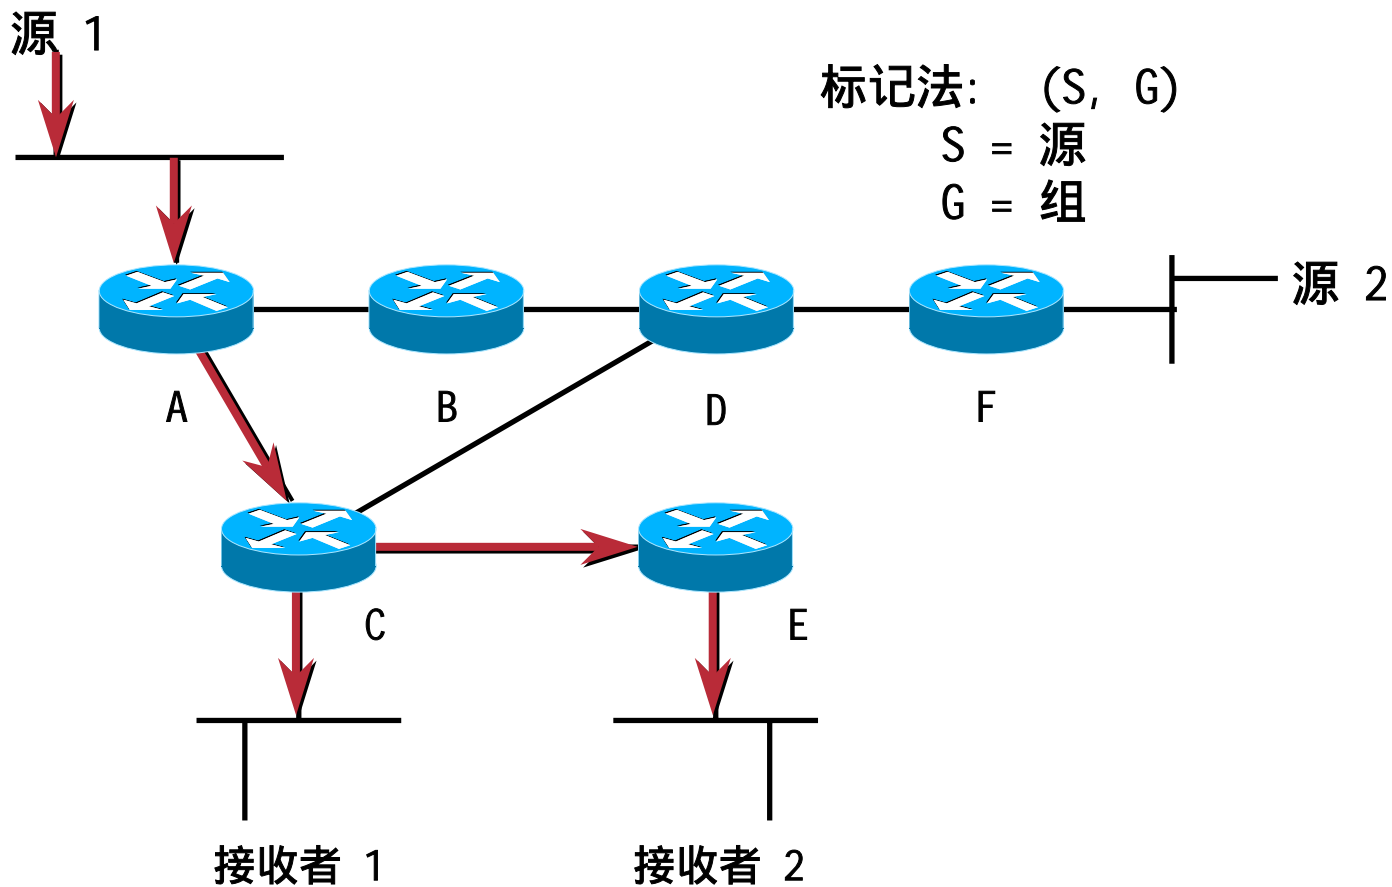 源 1
标记法: (S, G)
S = 源
G = 组
源 2
A
B
D
F
C
E
接收者 1
接收者 2